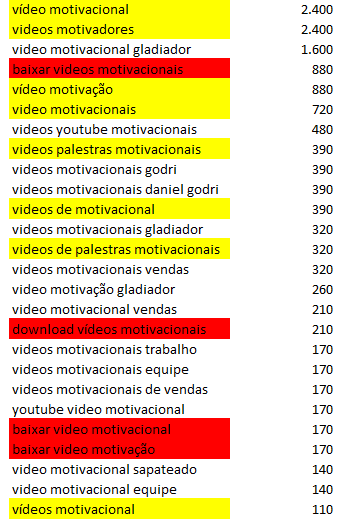 vídeo motivacional 2.400
videos motivadores 2.400
video motivacional gladiador 1.600
baixar videos motivacionais 880
vídeo motivação 880
video motivacionais 720
videos youtube motivacionais 480
videos palestras motivacionais 390
videos motivacionais godri 390
videos motivacionais daniel godri 390
videos de motivacional 390
videos motivacionais gladiador 320
videos de palestras motivacionais 320
videos motivacionais vendas 320
video motivação gladiador 260
video motivacional vendas 210
download vídeos motivacionais 210
videos motivacionais trabalho 170
videos motivacionais equipe 170
videos motivacionais de vendas 170
youtube video motivacional 170
baixar video motivacional 170
baixar video motivação 170
video motivacional sapateado 140
video motivacional equipe 140
vídeos motivacional 110